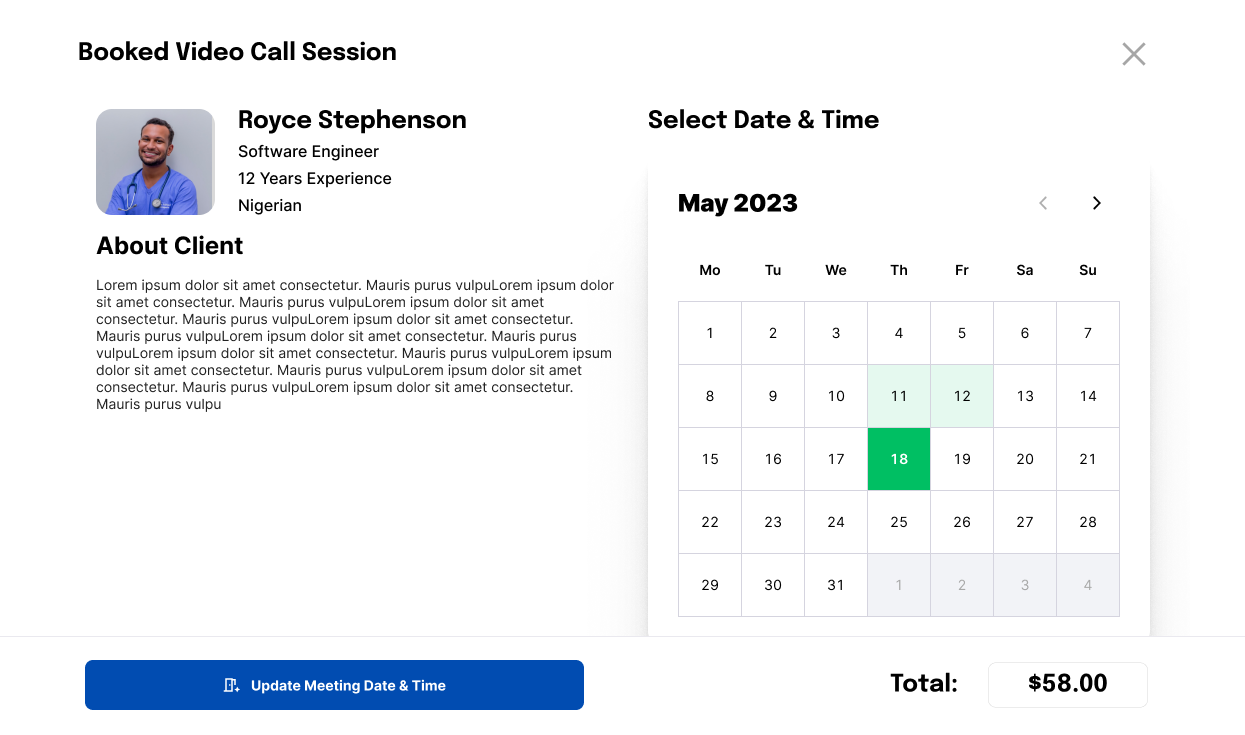 Booked Video Call Session
Royce Stephenson
Software Engineer
12 Years Experience
Nigerian
About Client
Lorem ipsum dolor sit amet consectetur. Mauris purus vulpuLorem ipsum dolor
sit amet consectetur. Mauris purus vulpuLorem ipsum dolor sit amet
consectetur. Mauris purus vulpuLorem ipsum dolor sit amet consectetur.
Mauris purus vulpuLorem ipsum dolor sit amet consectetur. Mauris purus
vulpuLorem ipsum dolor sit amet consectetur. Mauris purus vulpuLorem ipsum
dolor sit amet consectetur. Mauris purus vulpuLorem ipsum dolor sit amet
consectetur. Mauris purus vulpuLorem ipsum dolor sit amet consectetur.
Mauris purus vulpu
Select Date & Time
May 2023
Mo Tu We Th Fr Sa Su
1 2 3 4 5 6 7
8 9 10 11 12 13 14
15 16 17 18 19 20 21
22 23 24 25 26 27 28
29 30 31 1 2 3 4
Update Meeting Date & Time
Total: $58.00